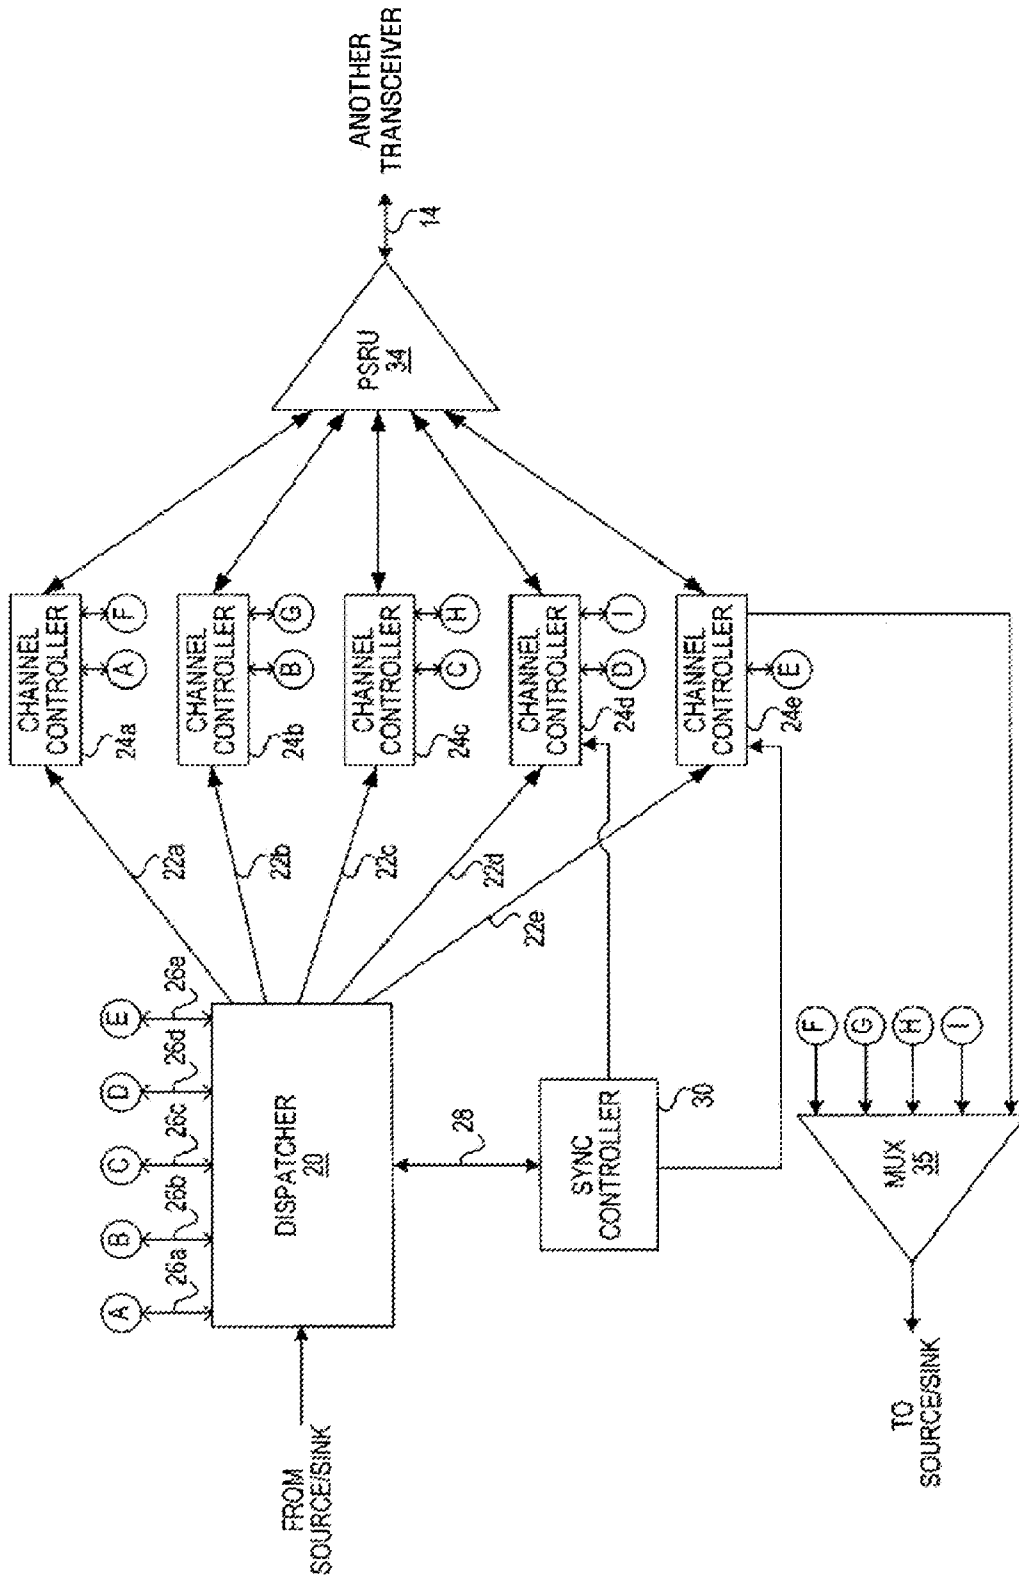 A
B
C
D
E
26a
26b
26c
26d
26e
FROM
SOURCE/SINK
DISPATCHER
20
22a
22b
22c
22d
22e
CHANNEL
CONTROLLER
24a
A
F
CHANNEL
CONTROLLER
24b
B
G
CHANNEL
CONTROLLER
24c
C
H
CHANNEL
CONTROLLER
24d
D
I
CHANNEL
CONTROLLER
24e
E
PSRU
34
14
ANOTHER
TRANSCEIVER
28
SYNC
CONTROLLER
30
F
G
H
I
MUX
35
TO
SOURCE/SINK